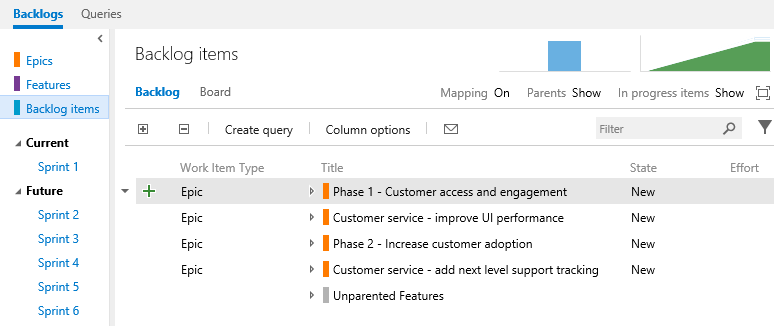 Backlogs Queries
Epics
Features
Backlog items
Current
Sprint 1
Future
Sprint 2
Sprint 3
Sprint 4
Sprint 5
Sprint 6
Backlog items
Backlog Board
Mapping On Parents Show In progress items Show
Create query Column options Filter
Work Item Type Title State Effort
Epic Phase 1 - Customer access and engagement New
Epic Customer service - improve UI performance New
Epic Phase 2 - Increase customer adoption New
Epic Customer service - add next level support tracking New
Unparented Features